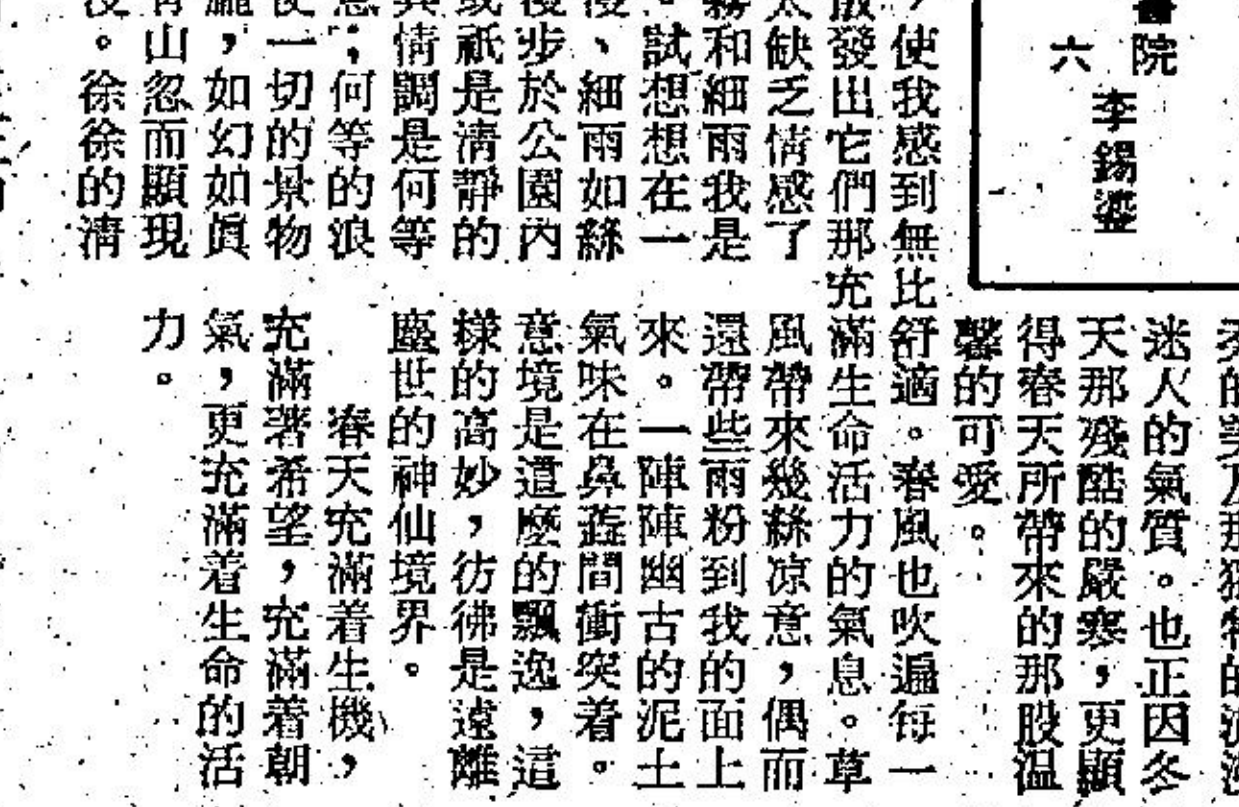 書院
六
李錫
迷人的氣質。也正因冬
天那殘酷的嚴寒，更顯
得春天所帶來的那股温
馨的可愛。
，使我感到無比舒適。春風也吹遍每一
散發出它們那充滿生命活力的氣息。草
太缺乏情感了
霧和細雨我是
。試想想在一
、細雨如絲
漫步於公園內
或祇是清靜的
其情調是何等
意；何等的浪
使一切的景物
朧，如幻如眞
青山忽而顯現
。徐徐的清
風帶來幾絲凉意，偶而
還帶些雨粉到我的面上
來。一陣陣幽古的泥土
氣味在鼻蕊間衝突着。
意境是這麼的飄逸，這
樣的高妙，彷彿是遠離
塵世的神仙境界。
春天充滿着生機，
充滿著希望，充滿着朝
氣，更充滿着生命的活
力。